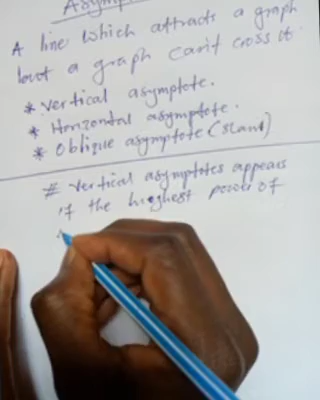 Asympt
A line which attracts a graph
but a graph can't cross it
* Vertical asymptote.
* Horizontal asymptote.
* Oblique asymptote (slant)
# Vertical asymptotes appears
if the highest power of